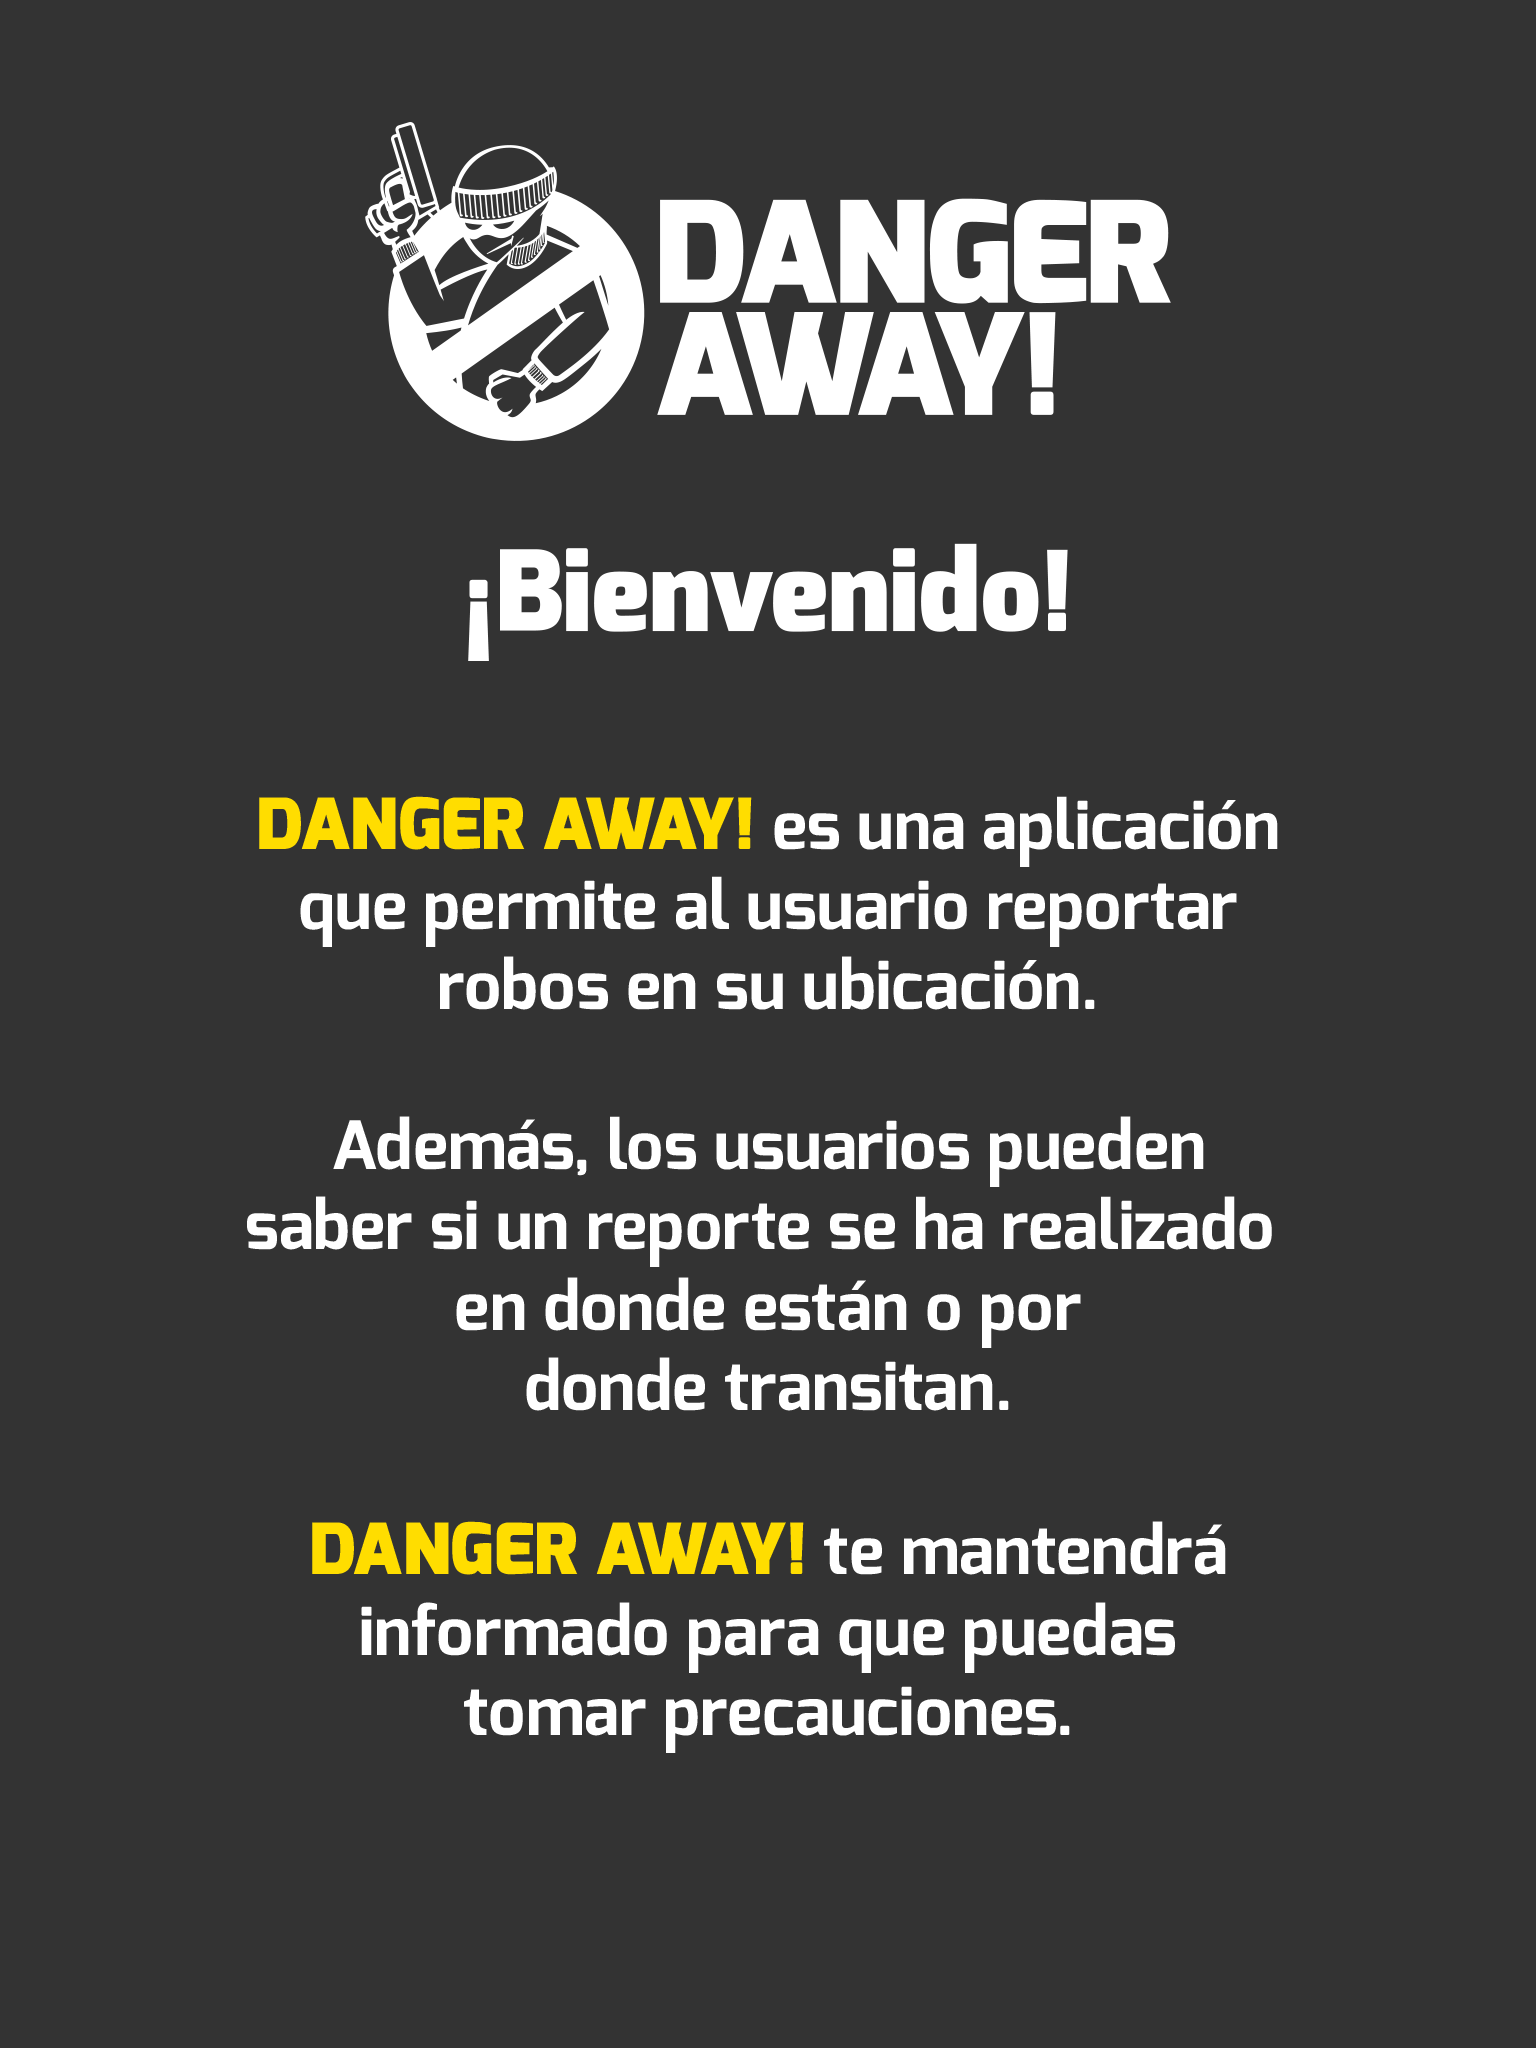 DANGER
AWAY!
¡Bienvenido!
DANGER AWAY! es una aplicación
que permite al usuario reportar
robos en su ubicación.
Además, los usuarios pueden
saber si un reporte se ha realizado
en donde están o por
donde transitan.
DANGER AWAY! te mantendrá
informado para que puedas
tomar precauciones.